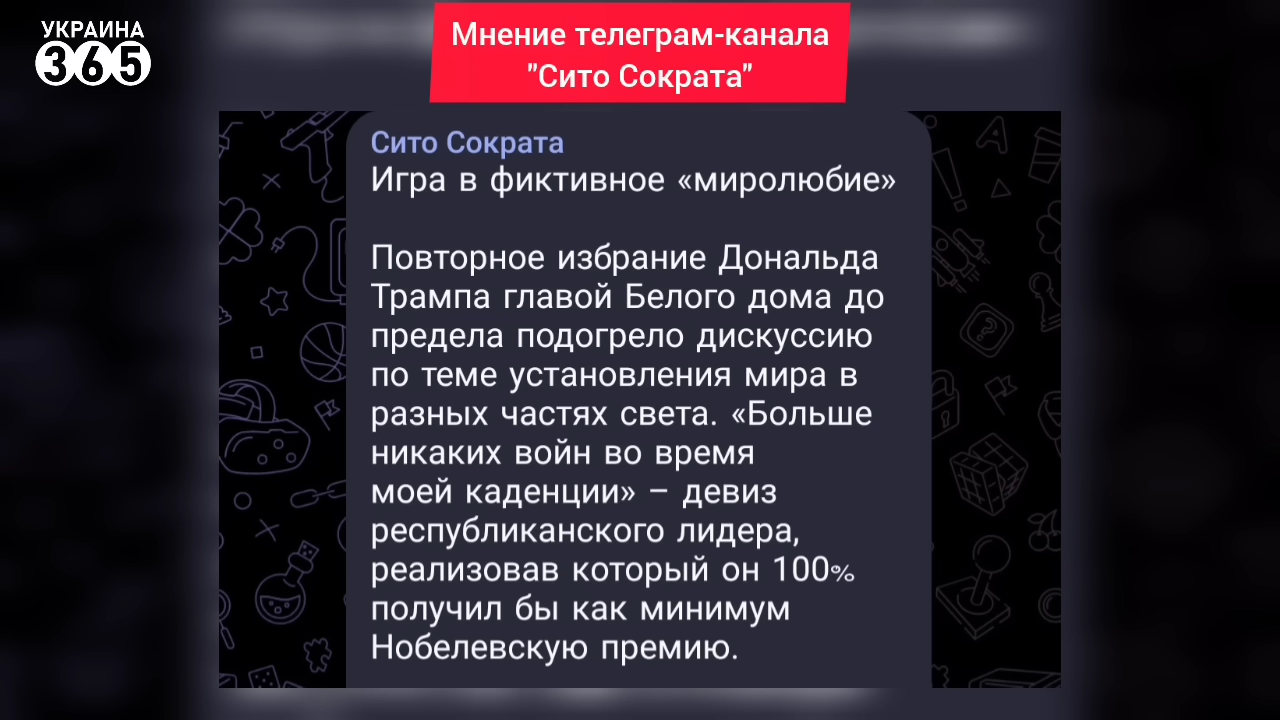 УКРАИНА
365
Мнение телеграм-канала
"Сито Сократа"
Сито Сократа
Игра в фиктивное «миролюбие»
Повторное избрание Дональда
Трампа главой Белого дома до
предела подогрело дискуссию
по теме установления мира в
разных частях света. «Больше
никаких войн во время
моей каденции» – девиз
республиканского лидера,
реализовав который он 100%
получил бы как минимум
Нобелевскую премию.